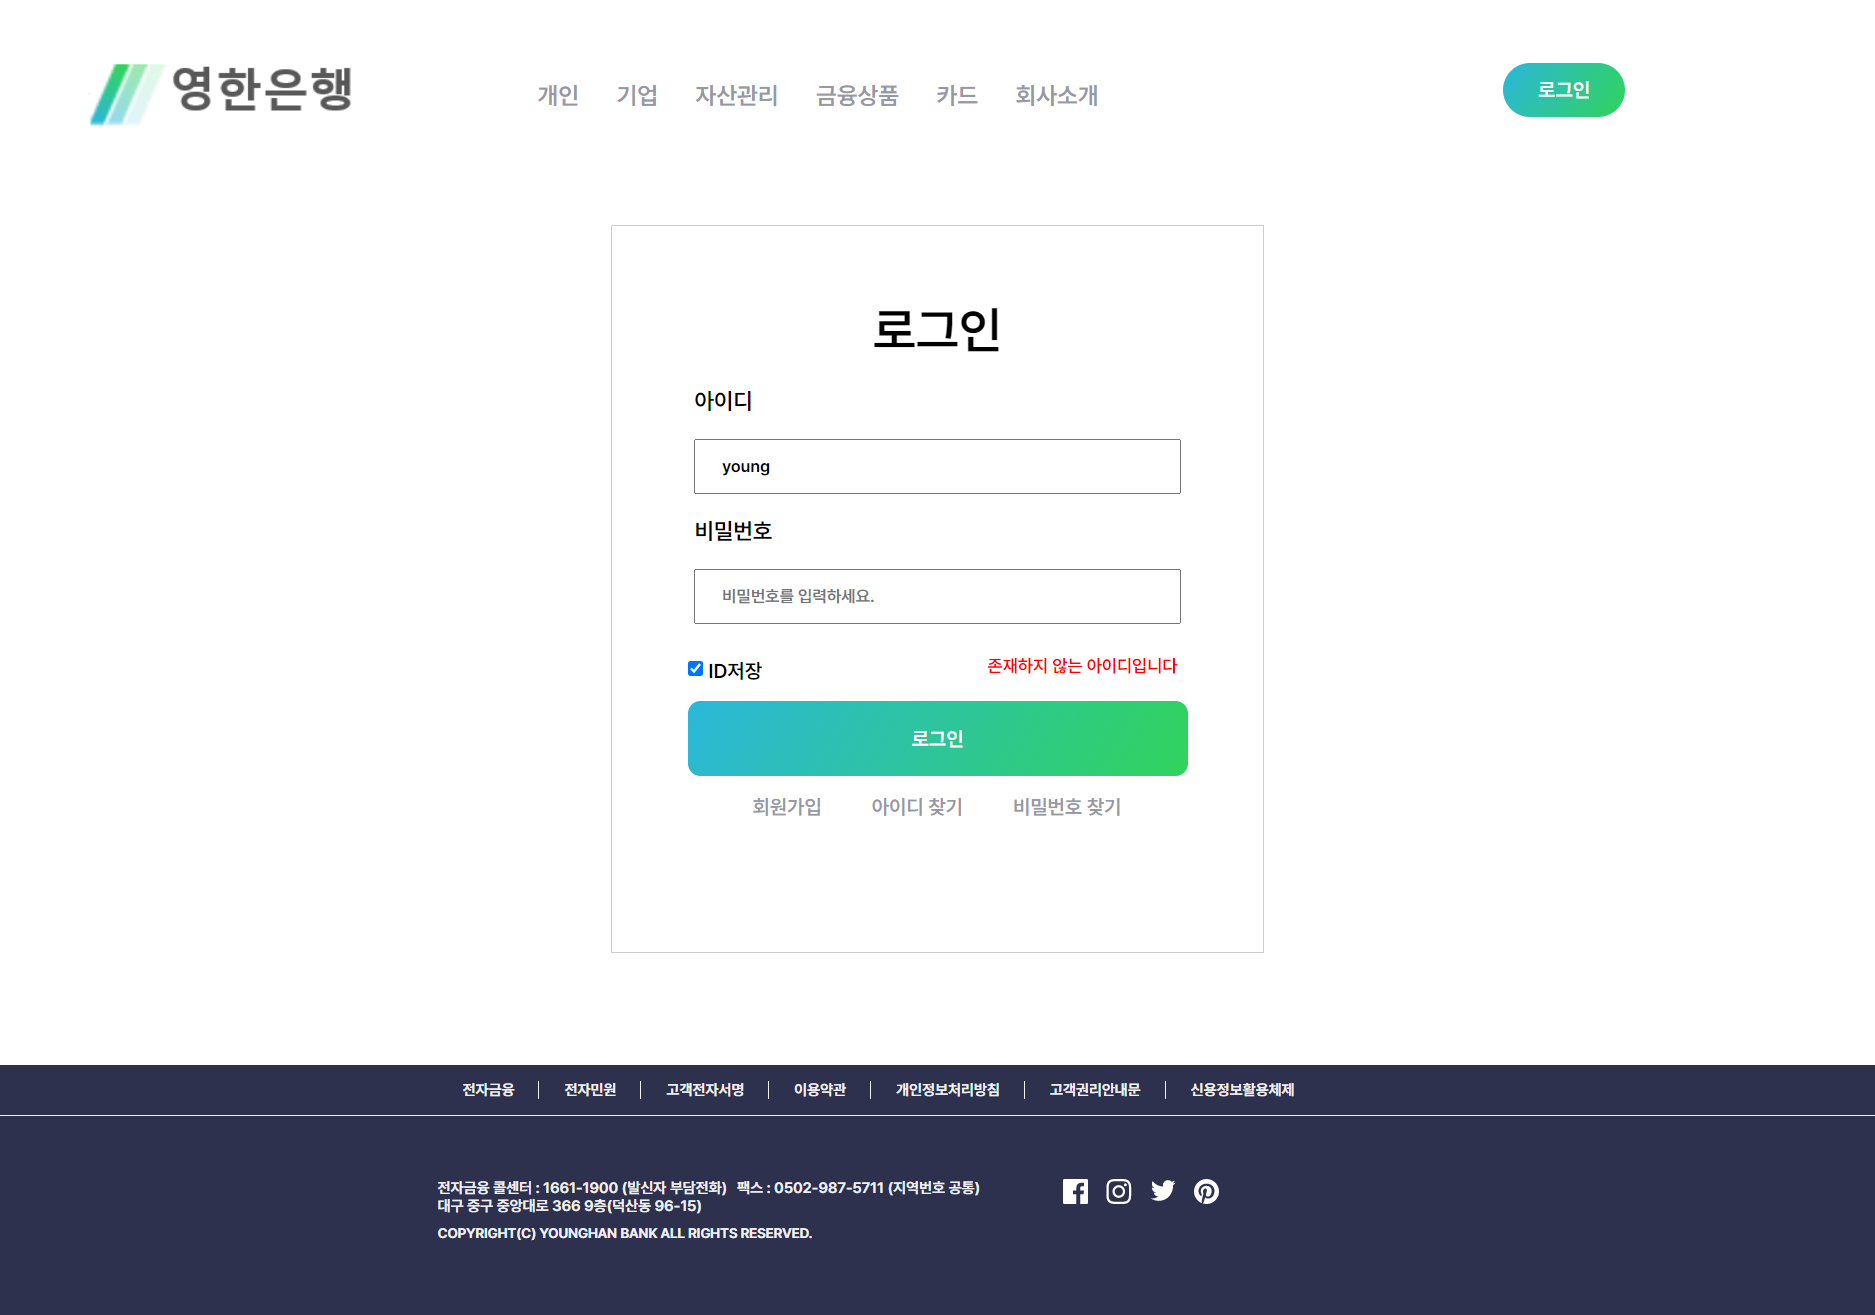 영한은행
개인 기업 자산관리 금융상품 카드 회사소개
로그인
로그인
아이디
young
비밀번호
비밀번호를 입력하세요.
ID저장 존재하지 않는 아이디입니다
로그인
회원가입 아이디 찾기 비밀번호 찾기
전자금융 전자민원 고객전자서명 이용약관 개인정보처리방침 고객권리안내문 신용정보활용체제
전자금융 콜센터 : 1661-1900 (발신자 부담전화) 팩스 : 0502-987-5711 (지역번호 공통)
대구 중구 중앙대로 366 9층(덕산동 96-15)
COPYRIGHT(C) YOUNGHAN BANK ALL RIGHTS RESERVED.